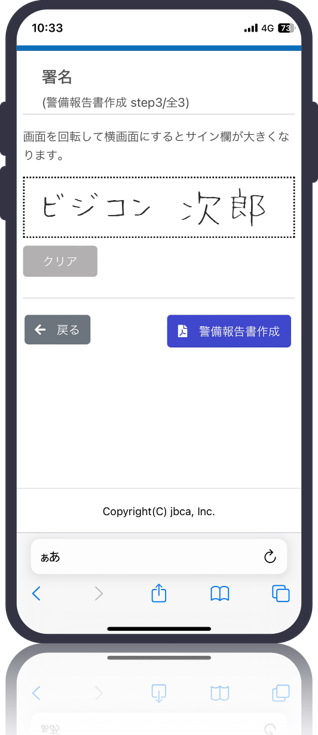 10:33 4G 73
署名
(警備報告書作成 step3/全3)
画面を回転して横画面にするとサイン欄が大きくな
ります。
ビジコン 次郎
クリア
戻る 警備報告書作成
Copyright(C) jbca, Inc.
ぁあ